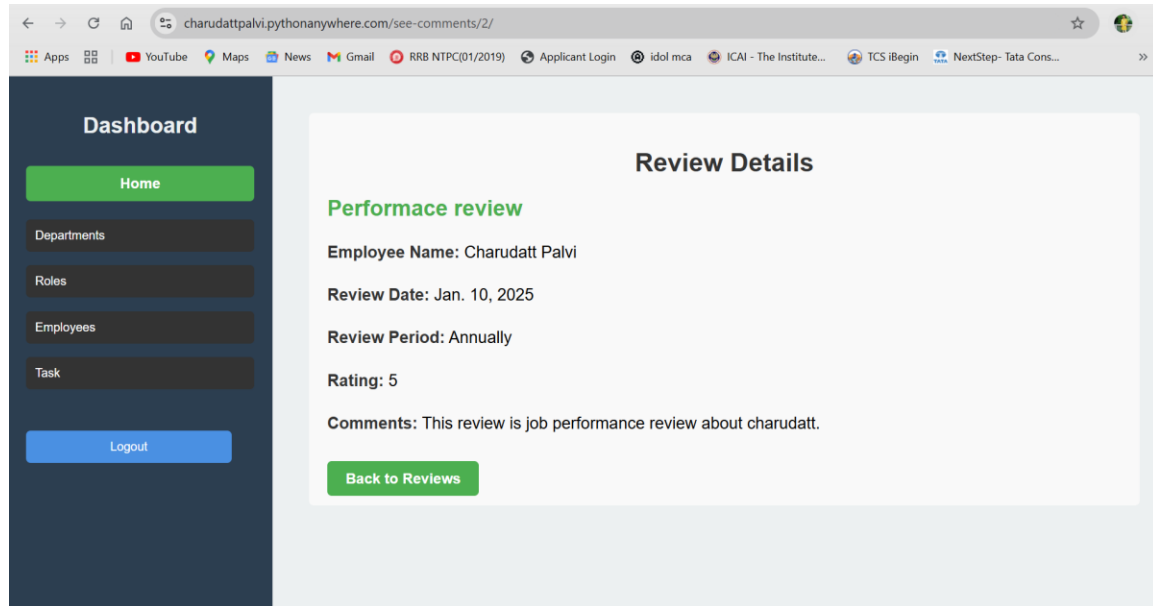 charudattpalvi.pythonanywhere.com/see-comments/2/
Apps YouTube Maps News Gmail RRB NTPC(01/2019) Applicant Login idol mca ICAI - The Institute... TCS iBegin NextStep- Tata Cons... »
Dashboard
Home
Departments
Roles
Employees
Task
Logout
Review Details
Performace review
Employee Name: Charudatt Palvi
Review Date: Jan. 10, 2025
Review Period: Annually
Rating: 5
Comments: This review is job performance review about charudatt.
Back to Reviews